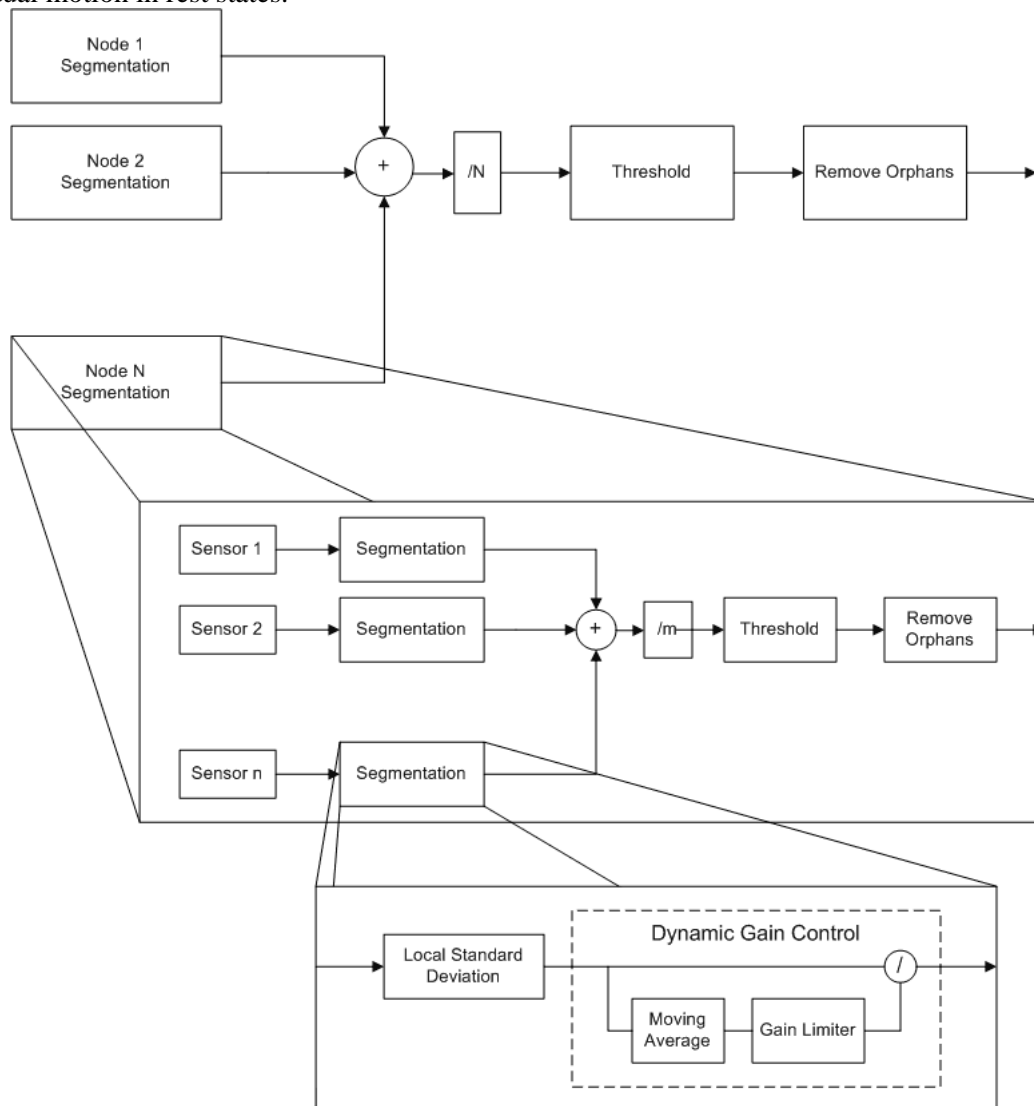 Node 1
Segmentation
Node 2
Segmentation
+
/N
Threshold
Remove Orphans
Node N
Segmentation
Sensor 1
Segmentation
Sensor 2
Segmentation
+
/m
Threshold
Remove
Orphans
Sensor n
Segmentation
Dynamic Gain Control
Local Standard
Deviation
/
Moving
Average
Gain Limiter